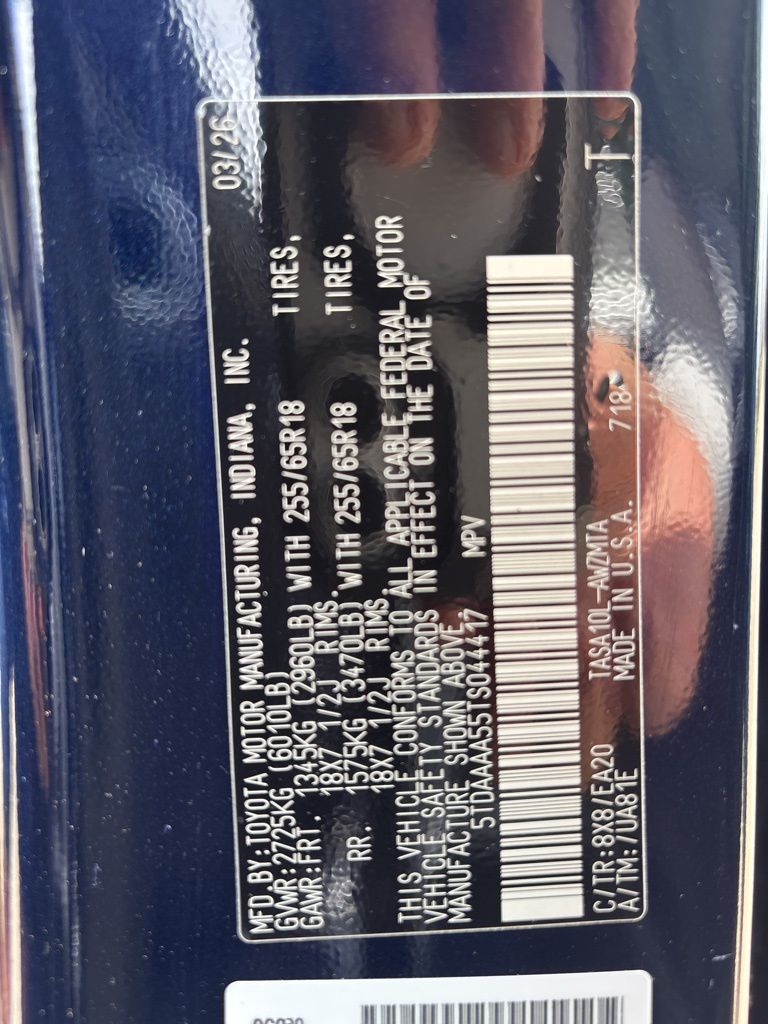 MFD.BY:TOYOTA MOTOR MANUFACTURING, INDIANA, INC. 03/26
GVWR:2725KG (6010LB)
GAWR:FRT. 1345KG (2960LB) WITH 255/65R18 TIRES,
18X7 1/2J RIMS.
RR. 1575KG (3470LB) WITH 255/65R18 TIRES,
18X7 1/2J RIMS.
THIS VEHICLE CONFORMS TO ALL APPLICABLE FEDERAL MOTOR
VEHICLE SAFETY STANDARDS IN EFFECT ON THE DATE OF
MANUFACTURE SHOWN ABOVE.
5TDAAAA55TS044417 MPV
C/TR:8X8/EA20 TASA10L-AWZMTA
A/TM:/UA81E MADE IN U.S.A. 718 T